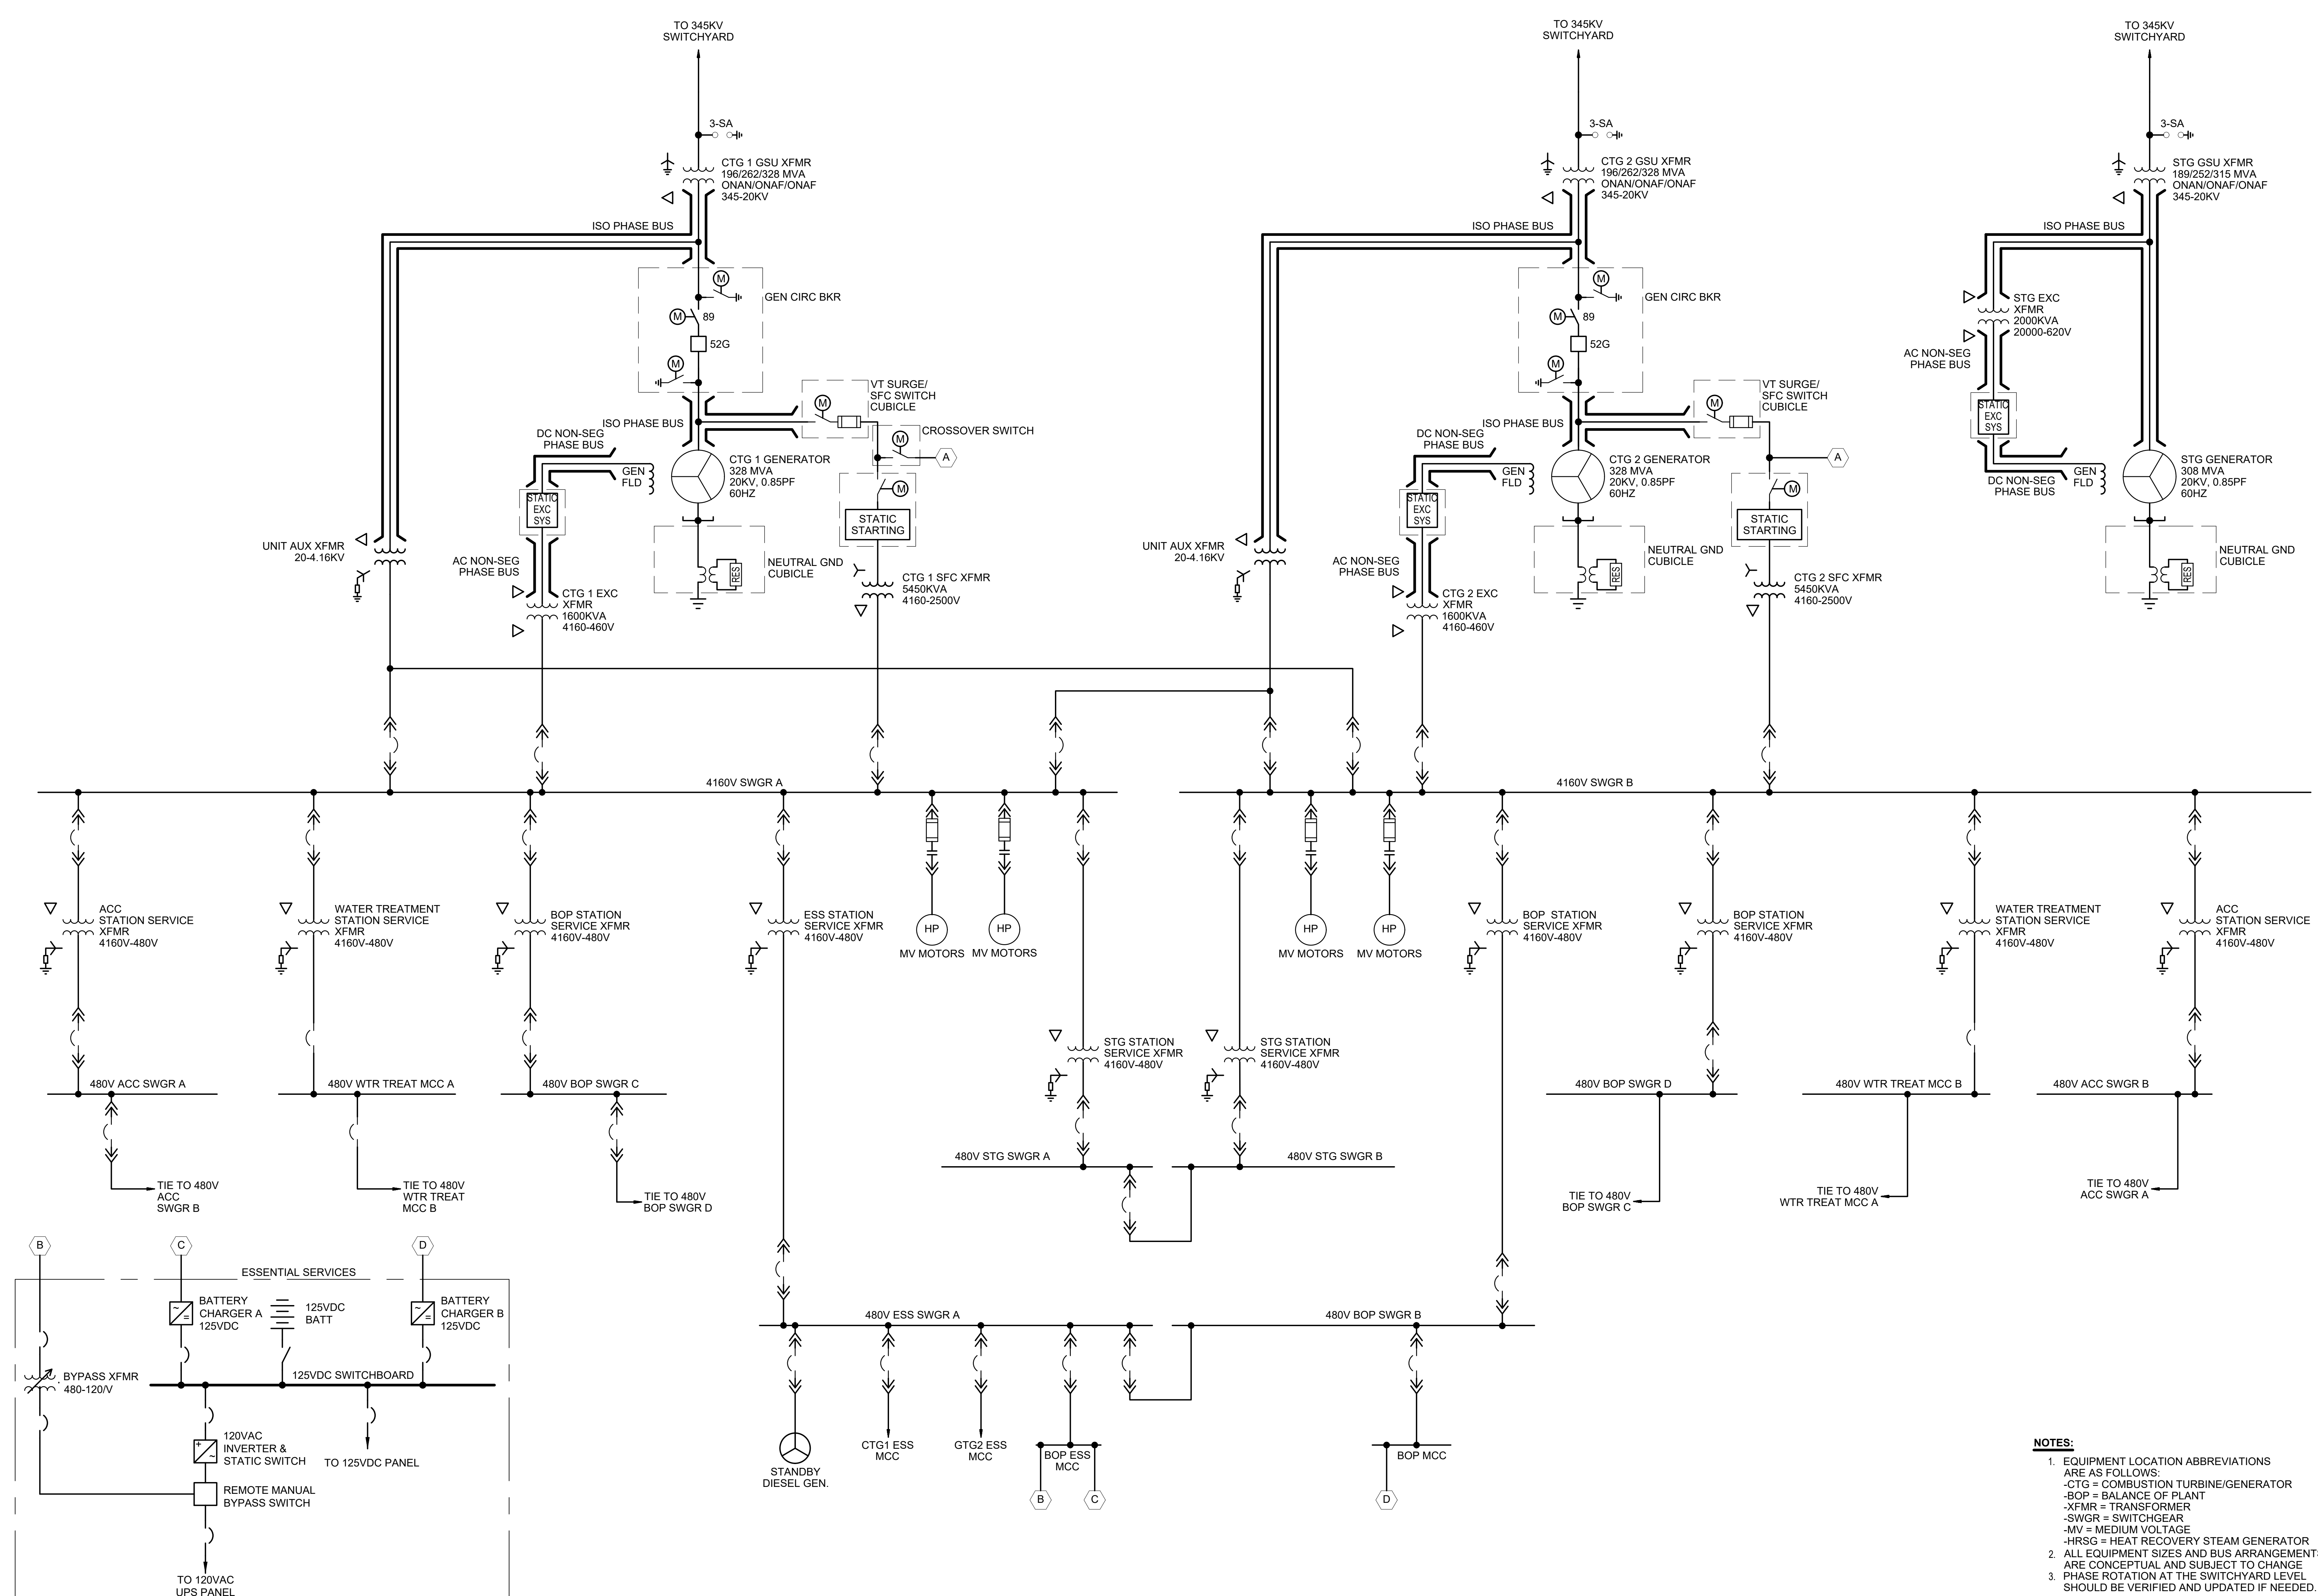 TO 345KV
SWITCHYARD
TO 345KV
SWITCHYARD
TO 345KV
SWITCHYARD
3-SA
3-SA
3-SA
CTG 1 GSU XFMR
196/262/328 MVA
ONAN/ONAF/ONAF
345-20KV
CTG 2 GSU XFMR
196/262/328 MVA
ONAN/ONAF/ONAF
345-20KV
STG GSU XFMR
189/252/315 MVA
ONAN/ONAF/ONAF
345-20KV
ISO PHASE BUS
ISO PHASE BUS
ISO PHASE BUS
M
GEN CIRC BKR
M
89
52G
M
M
GEN CIRC BKR
M
89
52G
M
STG EXC
XFMR
2000KVA
20000-620V
AC NON-SEG
PHASE BUS
STATIC
EXC
SYS
DC NON-SEG
PHASE BUS
GEN
FLD
STG GENERATOR
308 MVA
20KV, 0.85PF
60HZ
VT SURGE/
SFC SWITCH
CUBICLE
M
ISO PHASE BUS
M
CROSSOVER SWITCH
A
DC NON-SEG
PHASE BUS
GEN
FLD
CTG 1 GENERATOR
328 MVA
20KV, 0.85PF
60HZ
STATIC
EXC
SYS
M
STATIC
STARTING
VT SURGE/
SFC SWITCH
CUBICLE
M
ISO PHASE BUS
A
DC NON-SEG
PHASE BUS
GEN
FLD
CTG 2 GENERATOR
328 MVA
20KV, 0.85PF
60HZ
STATIC
EXC
SYS
M
STATIC
STARTING
UNIT AUX XFMR
20-4.16KV
AC NON-SEG
PHASE BUS
RES
NEUTRAL GND
CUBICLE
CTG 1 EXC
XFMR
1600KVA
4160-460V
CTG 1 SFC XFMR
5450KVA
4160-2500V
UNIT AUX XFMR
20-4.16KV
AC NON-SEG
PHASE BUS
RES
NEUTRAL GND
CUBICLE
CTG 2 EXC
XFMR
1600KVA
4160-460V
CTG 2 SFC XFMR
5450KVA
4160-2500V
RES
NEUTRAL GND
CUBICLE
4160V SWGR A
4160V SWGR B
ACC
STATION SERVICE
XFMR
4160V-480V
WATER TREATMENT
STATION SERVICE
XFMR
4160V-480V
BOP STATION
SERVICE XFMR
4160V-480V
ESS STATION
SERVICE XFMR
4160V-480V
HP
MV MOTORS
HP
MV MOTORS
HP
MV MOTORS
HP
MV MOTORS
BOP STATION
SERVICE XFMR
4160V-480V
BOP STATION
SERVICE XFMR
4160V-480V
WATER TREATMENT
STATION SERVICE
XFMR
4160V-480V
ACC
STATION SERVICE
XFMR
4160V-480V
STG STATION
SERVICE XFMR
4160V-480V
STG STATION
SERVICE XFMR
4160V-480V
480V ACC SWGR A
480V WTR TREAT MCC A
480V BOP SWGR C
480V BOP SWGR D
480V WTR TREAT MCC B
480V ACC SWGR B
480V STG SWGR A
480V STG SWGR B
TIE TO 480V
ACC
SWGR B
TIE TO 480V
WTR TREAT
MCC B
TIE TO 480V
BOP SWGR D
TIE TO 480V
BOP SWGR C
TIE TO 480V
WTR TREAT MCC A
TIE TO 480V
ACC SWGR A
B
C
D
ESSENTIAL SERVICES
BATTERY
CHARGER A
125VDC
125VDC
BATT
BATTERY
CHARGER B
125VDC
BYPASS XFMR
480-120/V
125VDC SWITCHBOARD
120VAC
INVERTER &
STATIC SWITCH
TO 125VDC PANEL
REMOTE MANUAL
BYPASS SWITCH
TO 120VAC
UPS PANEL
480V ESS SWGR A
480V BOP SWGR B
STANDBY
DIESEL GEN.
CTG1 ESS
MCC
GTG2 ESS
MCC
BOP ESS
MCC
B
C
BOP MCC
D
NOTES:
1. EQUIPMENT LOCATION ABBREVIATIONS
ARE AS FOLLOWS:
-CTG = COMBUSTION TURBINE/GENERATOR
-BOP = BALANCE OF PLANT
-XFMR = TRANSFORMER
-SWGR = SWITCHGEAR
-MV = MEDIUM VOLTAGE
-HRSG = HEAT RECOVERY STEAM GENERATOR
2. ALL EQUIPMENT SIZES AND BUS ARRANGEMENT
ARE CONCEPTUAL AND SUBJECT TO CHANGE
3. PHASE ROTATION AT THE SWITCHYARD LEVEL
SHOULD BE VERIFIED AND UPDATED IF NEEDED.